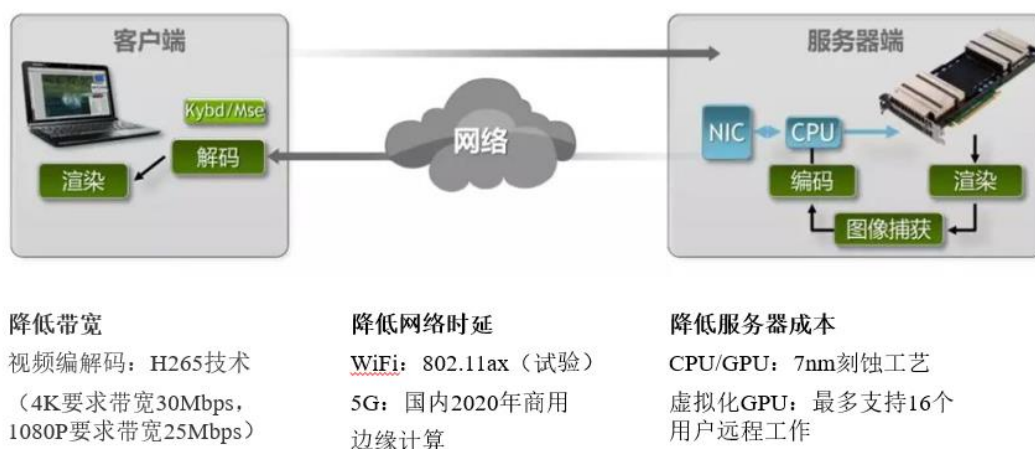 客户端
服务器端
Kybd/Mse
解码
渲染
网络
NIC
CPU
编码
渲染
图像捕获
降低带宽
视频编解码：H265技术
（4K要求带宽30Mbps，
1080P要求带宽25Mbps）
降低网络时延
WiFi：802.11ax（试验）
5G：国内2020年商用
边缘计算
降低服务器成本
CPU/GPU：7nm刻蚀工艺
虚拟化GPU：最多支持16个
用户远程工作